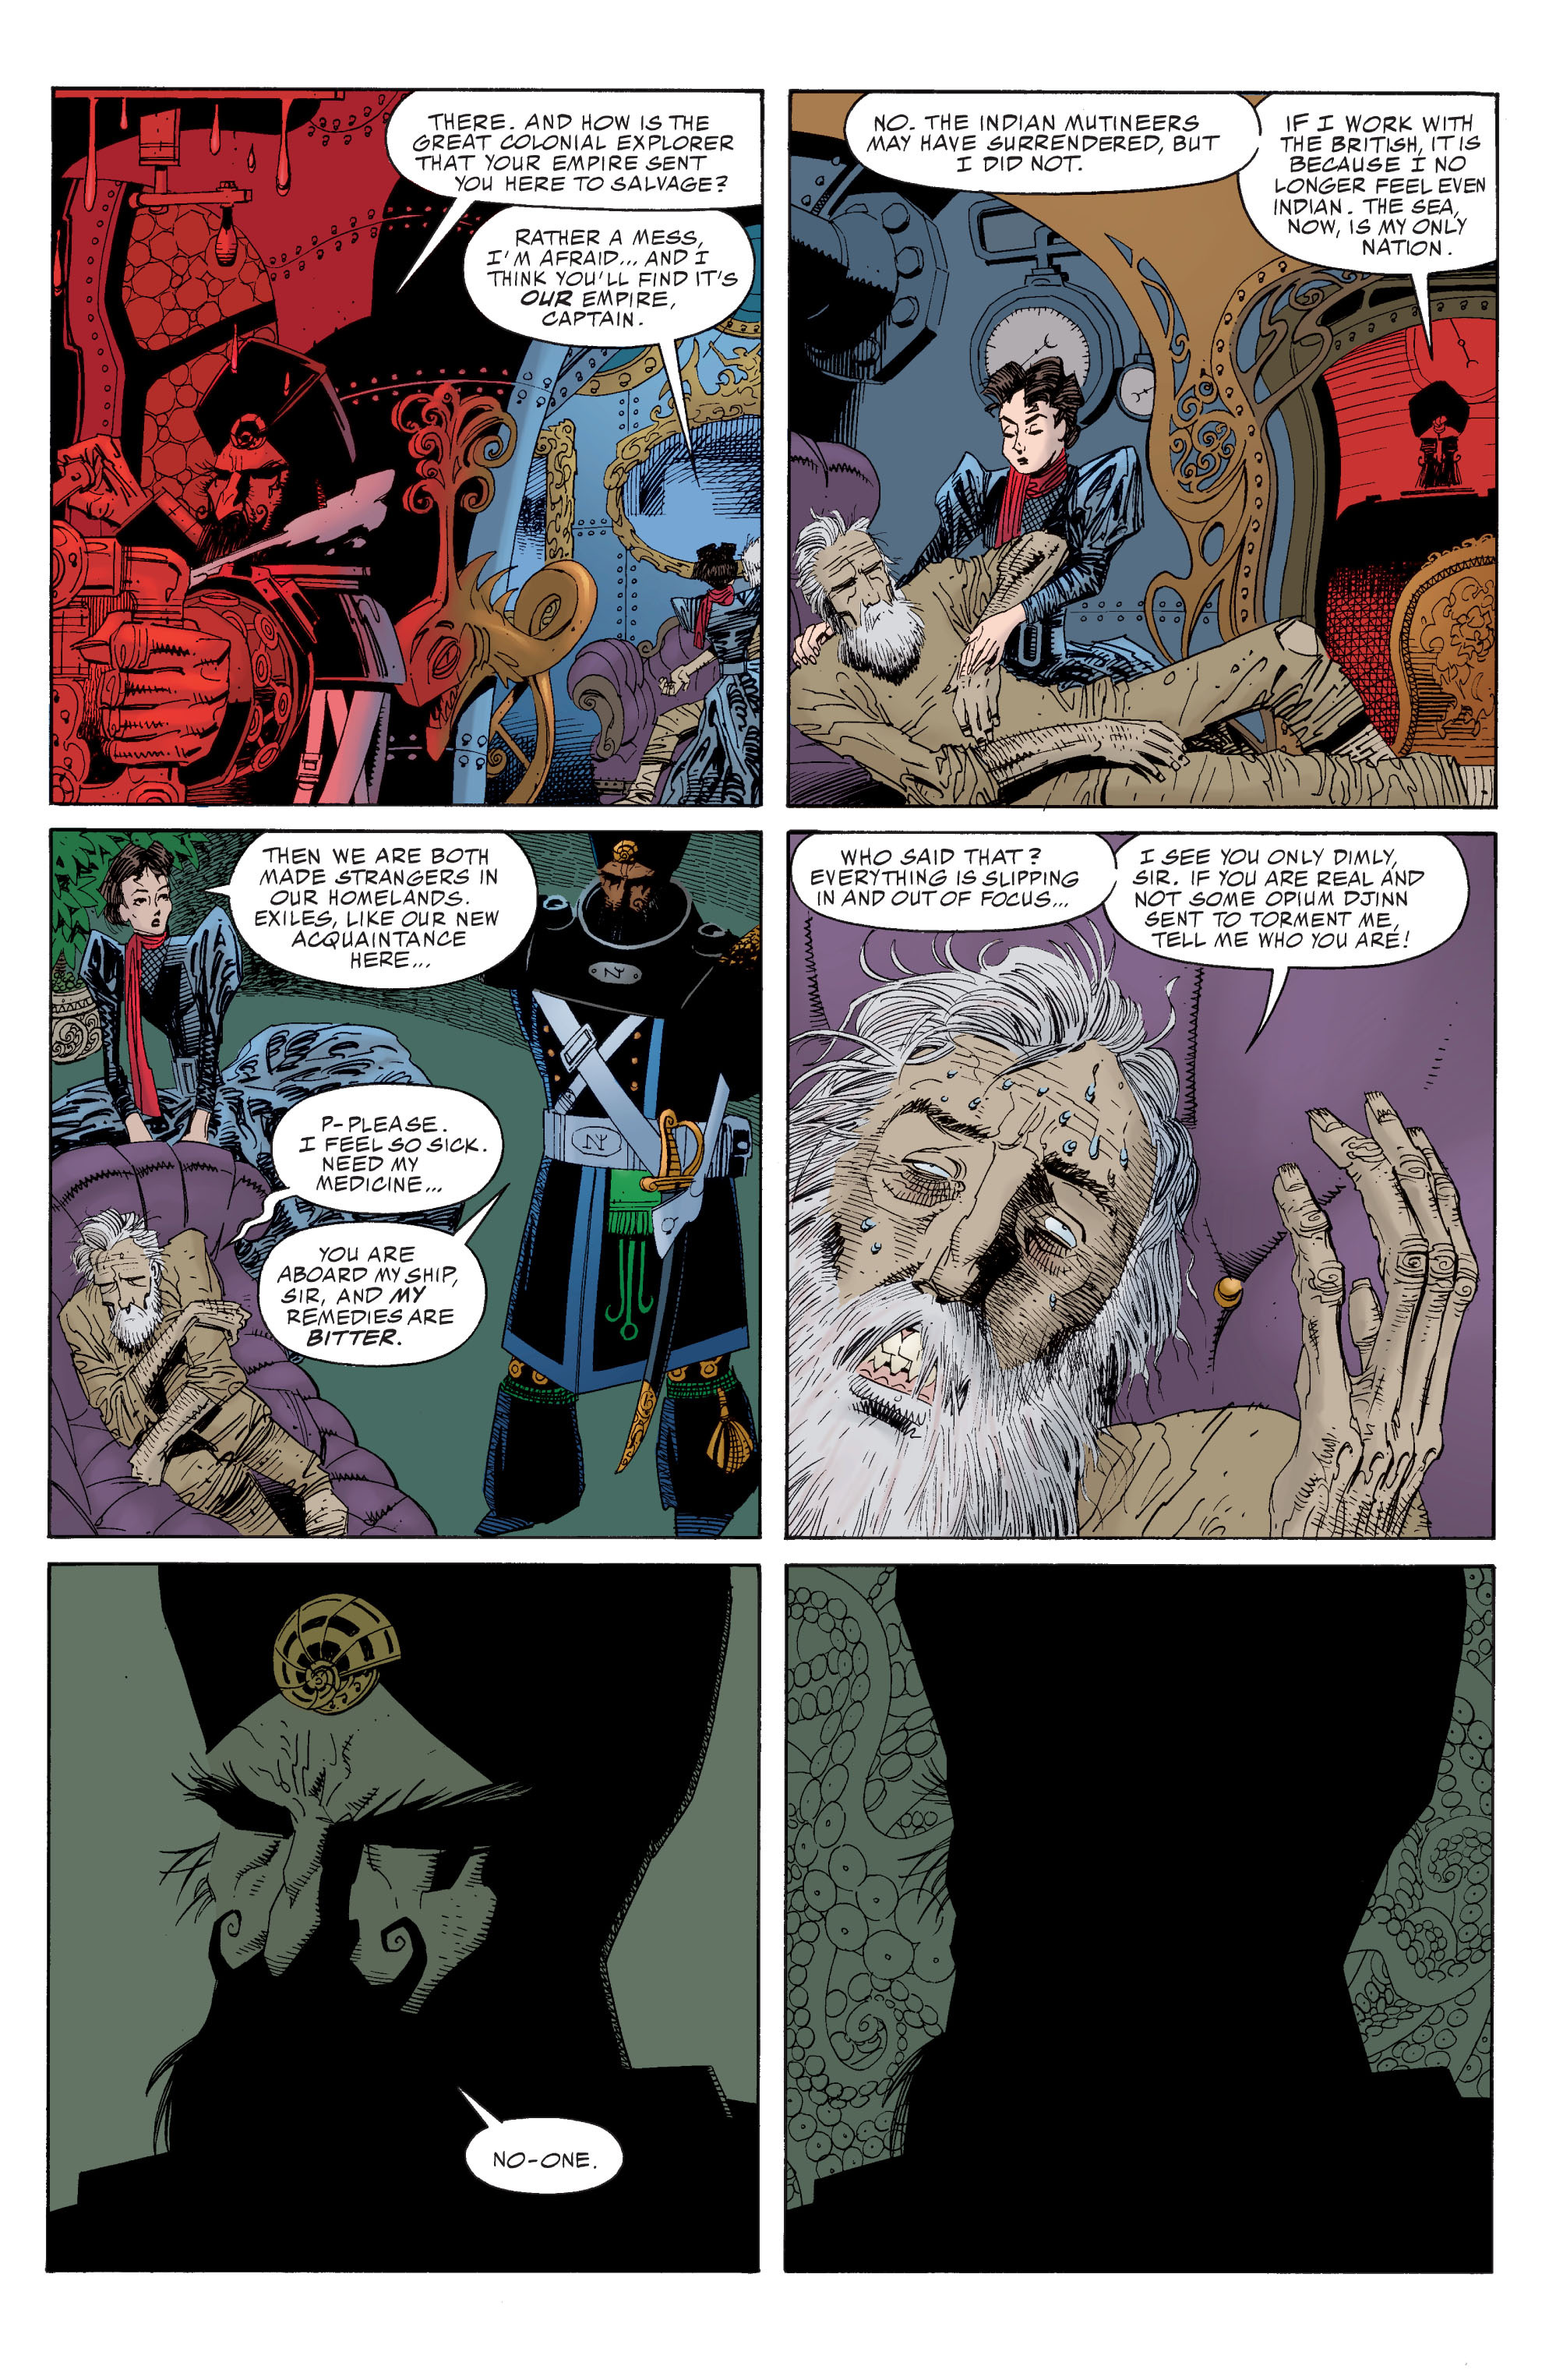 THERE. AND HOW IS THE
GREAT COLONIAL EXPLORER
THAT YOUR EMPIRE SENT
YOU HERE TO SALVAGE?
RATHER A MESS,
I'M AFRAID... AND I
THINK YOU'LL FIND IT'S
OUR EMPIRE,
CAPTAIN.
NO. THE INDIAN MUTINEERS
MAY HAVE SURRENDERED, BUT
I DID NOT.
IF I WORK WITH
THE BRITISH, IT IS
BECAUSE I NO
LONGER FEEL EVEN
INDIAN. THE SEA,
NOW, IS MY ONLY
NATION.
THEN WE ARE BOTH
MADE STRANGERS IN
OUR HOMELANDS.
EXILES, LIKE OUR NEW
ACQUAINTANCE
HERE...
P-PLEASE.
I FEEL SO SICK.
NEED MY
MEDICINE...
YOU ARE
ABOARD MY SHIP,
SIR, AND MY
REMEDIES ARE
BITTER.
WHO SAID THAT?
EVERYTHING IS SLIPPING
IN AND OUT OF FOCUS...
I SEE YOU ONLY DIMLY,
SIR. IF YOU ARE REAL AND
NOT SOME OPIUM DJINN
SENT TO TORMENT ME,
TELL ME WHO YOU ARE!
NO-ONE.